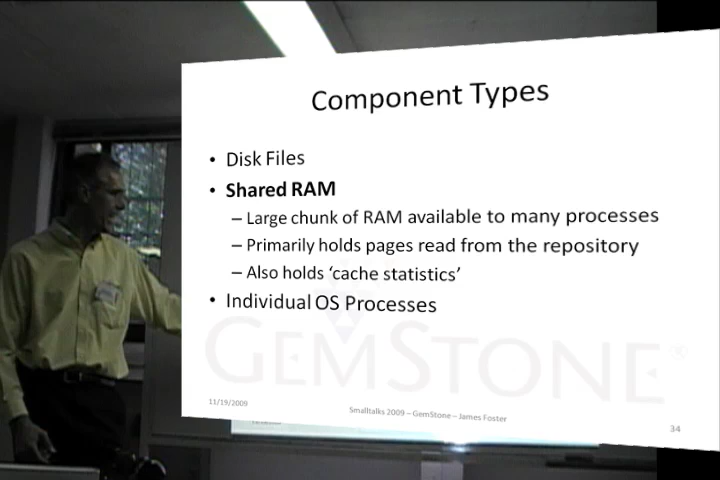 Component Types
• Disk Files
• Shared RAM
– Large chunk of RAM available to many processes
– Primarily holds pages read from the repository
– Also holds ‘cache statistics’
• Individual OS Processes
GEMSTONE
11/19/2009
Smalltalks 2009 – GemStone – James Foster
34